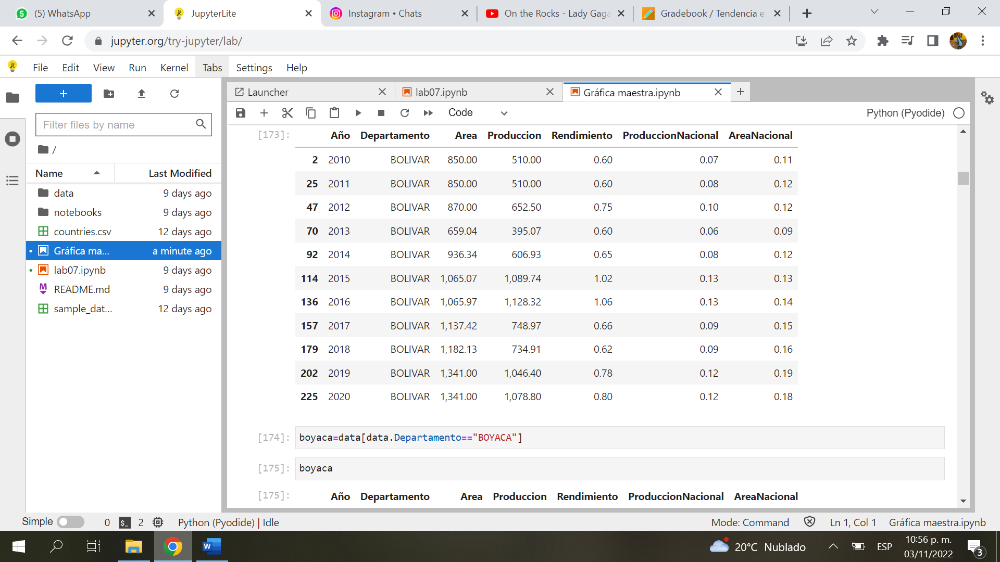 (5) WhatsApp
JupyterLite
Instagram • Chats
On the Rocks - Lady Gaga
Gradebook / Tendencia e
jupyter.org/try-jupyter/lab/
File Edit View Run Kernel Tabs Settings Help
Launcher
lab07.ipynb
Gráfica maestra.ipynb
Code
Python (Pyodide)
Filter files by name
/
Name Last Modified
data 9 days ago
notebooks 9 days ago
countries.csv 12 days ago
Gráfica ma... a minute ago
lab07.ipynb 9 days ago
README.md 9 days ago
sample_dat... 12 days ago
[173]:
Año Departamento Area Produccion Rendimiento ProduccionNacional AreaNacional
2 2010 BOLIVAR 850.00 510.00 0.60 0.07 0.11
25 2011 BOLIVAR 850.00 510.00 0.60 0.08 0.12
47 2012 BOLIVAR 870.00 652.50 0.75 0.10 0.12
70 2013 BOLIVAR 659.04 395.07 0.60 0.06 0.09
92 2014 BOLIVAR 936.34 606.93 0.65 0.08 0.12
114 2015 BOLIVAR 1,065.07 1,089.74 1.02 0.13 0.13
136 2016 BOLIVAR 1,065.97 1,128.32 1.06 0.13 0.14
157 2017 BOLIVAR 1,137.42 748.97 0.66 0.09 0.15
179 2018 BOLIVAR 1,182.13 734.91 0.62 0.09 0.16
202 2019 BOLIVAR 1,341.00 1,046.40 0.78 0.12 0.19
225 2020 BOLIVAR 1,341.00 1,078.80 0.80 0.12 0.18
[174]: boyaca=data[data.Departamento=="BOYACA"]
[175]: boyaca
[175]:
Año Departamento Area Produccion Rendimiento ProduccionNacional AreaNacional
Simple 0 2 Python (Pyodide) | Idle
Mode: Command Ln 1, Col 1 Gráfica maestra.ipynb
20°C Nublado
ESP
10:56 p. m.
03/11/2022
3